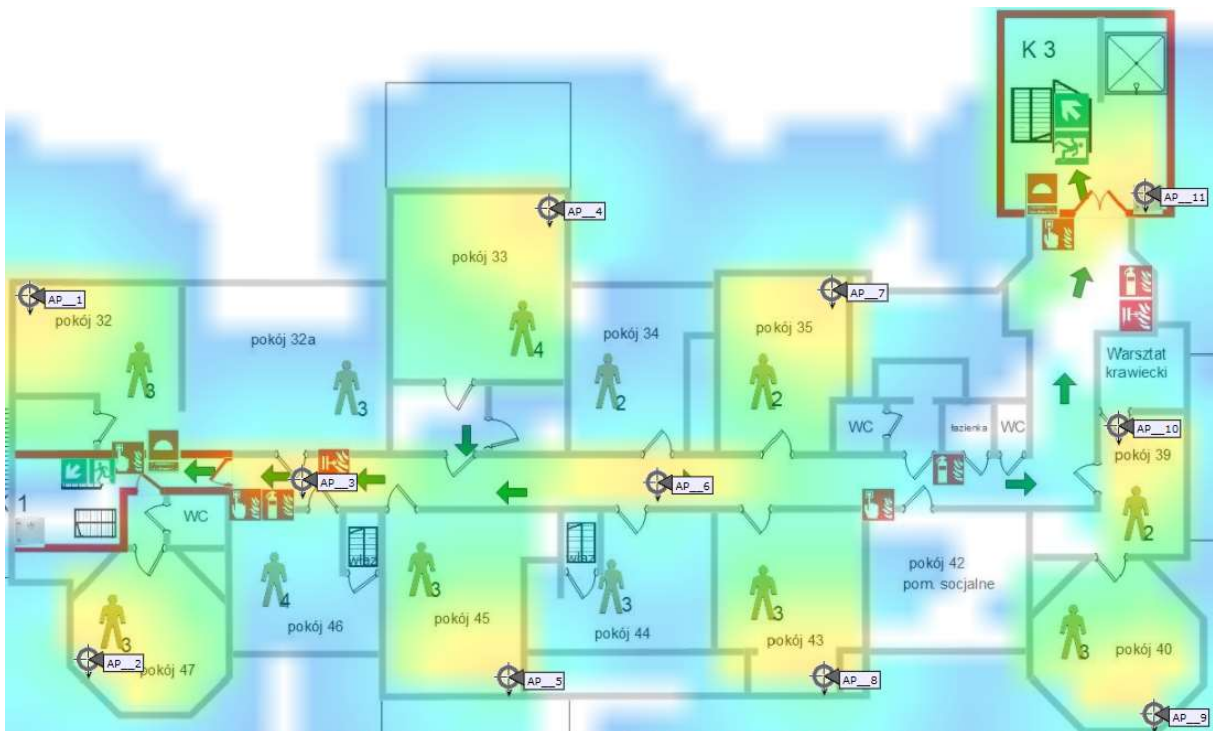 K 3
AP__11
AP__4
pokój 33
4
AP__1
pokój 32
3
pokój 32a
3
pokój 34
2
AP__7
pokój 35
2
Warsztat
krawiecki
WC
łazienka
WC
AP__10
pokój 39
2
AP__3
AP__6
1
WC
właz
właz
3
AP__2
pokój 47
4
pokój 46
3
pokój 45
AP__5
3
pokój 44
3
pokój 43
AP__8
pokój 42
pom. socjalne
3
pokój 40
AP__9